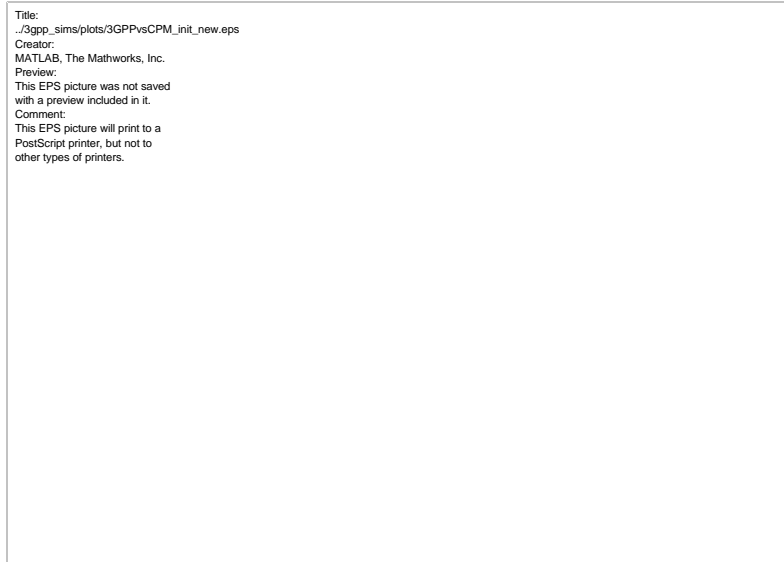 Title:
../3gpp_sims/plots/3GPPvsCPM_init_new.eps
Creator:
MATLAB, The Mathworks, Inc.
Preview:
This EPS picture was not saved
with a preview included in it.
Comment:
This EPS picture will print to a
PostScript printer, but not to
other types of printers.